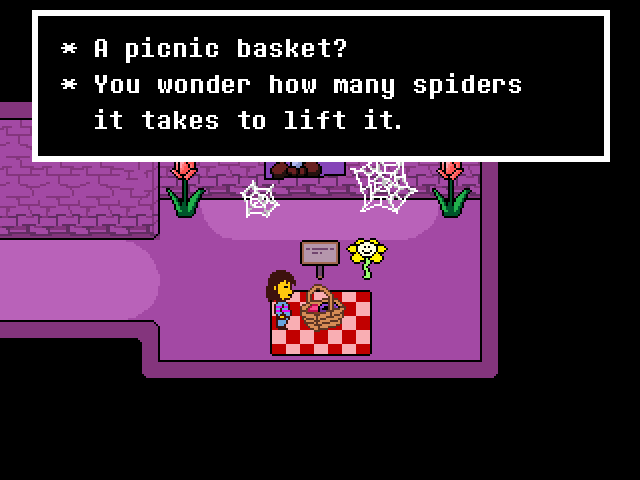 * A picnic basket?
* You wonder how many spiders
it takes to lift it.